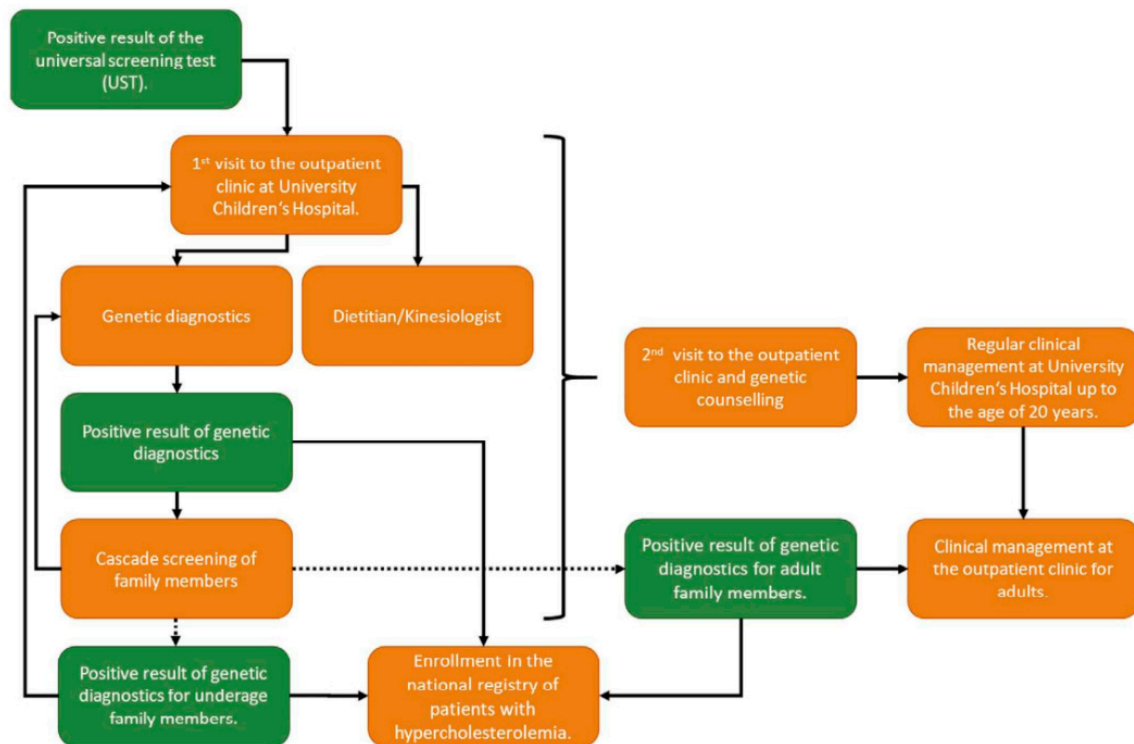 Positive result of the
universal screening test
(UST).
1st visit to the outpatient
clinic at University
Children's Hospital.
Genetic diagnostics
Dietitian/Kinesiologist
2nd visit to the outpatient
clinic and genetic
counselling
Regular clinical
management at University
Children's Hospital up to
the age of 20 years.
Positive result of genetic
diagnostics
Cascade screening of
family members
Positive result of genetic
diagnostics for adult
family members.
Clinical management at
the outpatient clinic for
adults.
Positive result of genetic
diagnostics for underage
family members.
Enrollment in the
national registry of
patients with
hypercholesterolemia.